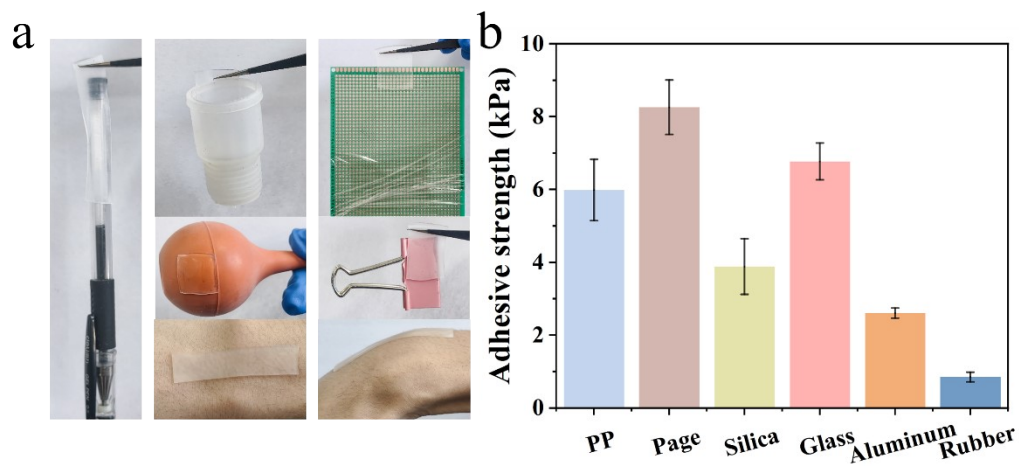 a
b
Adhesive strength (kPa)
10
8
6
4
2
0
PP
Page
Silica
Glass
Aluminum
Rubber